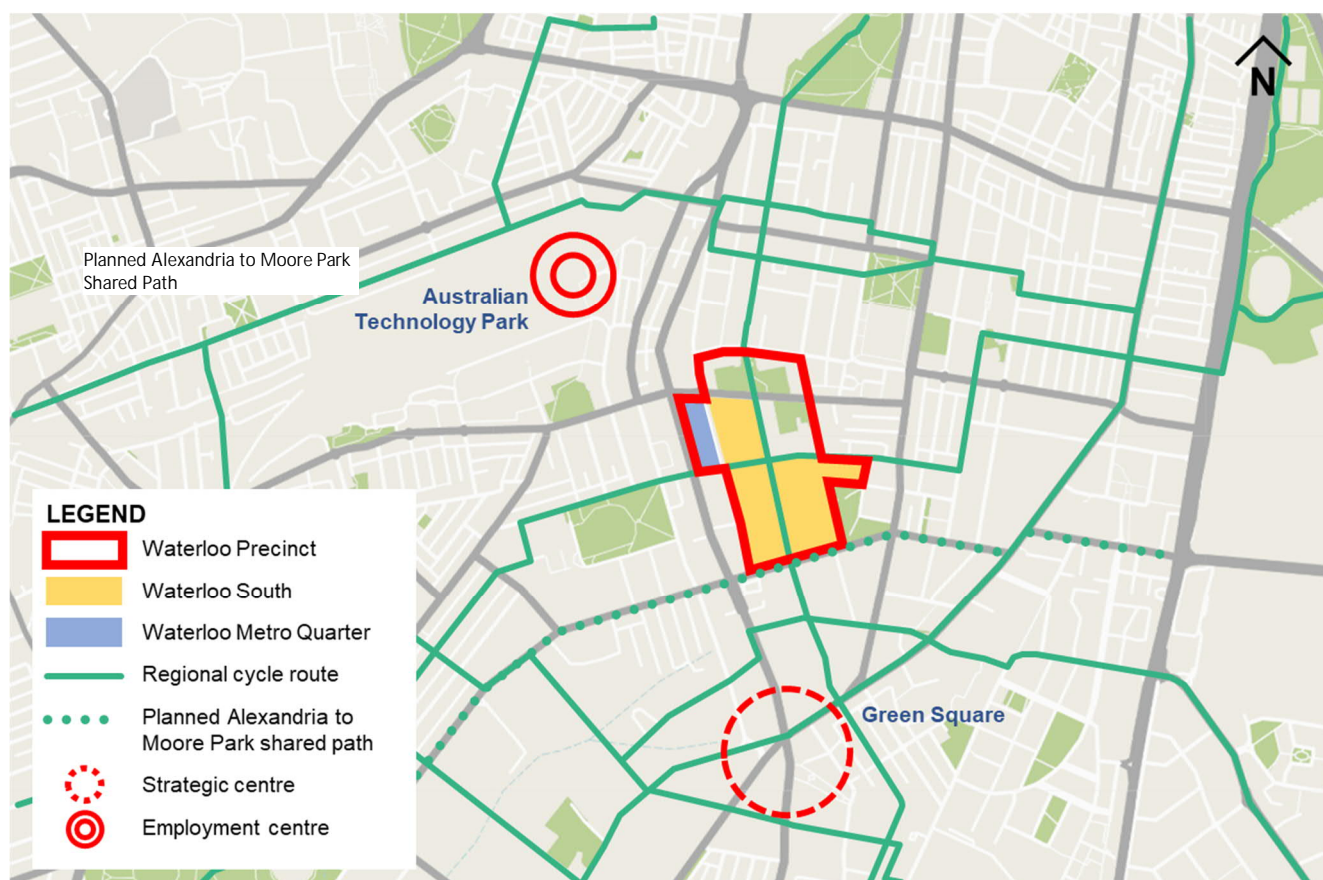 N
Planned Alexandria to Moore Park
Shared Path
Australian
Technology Park
Green Square
LEGEND
Waterloo Precinct
Waterloo South
Waterloo Metro Quarter
Regional cycle route
Planned Alexandria to
Moore Park shared path
Strategic centre
Employment centre